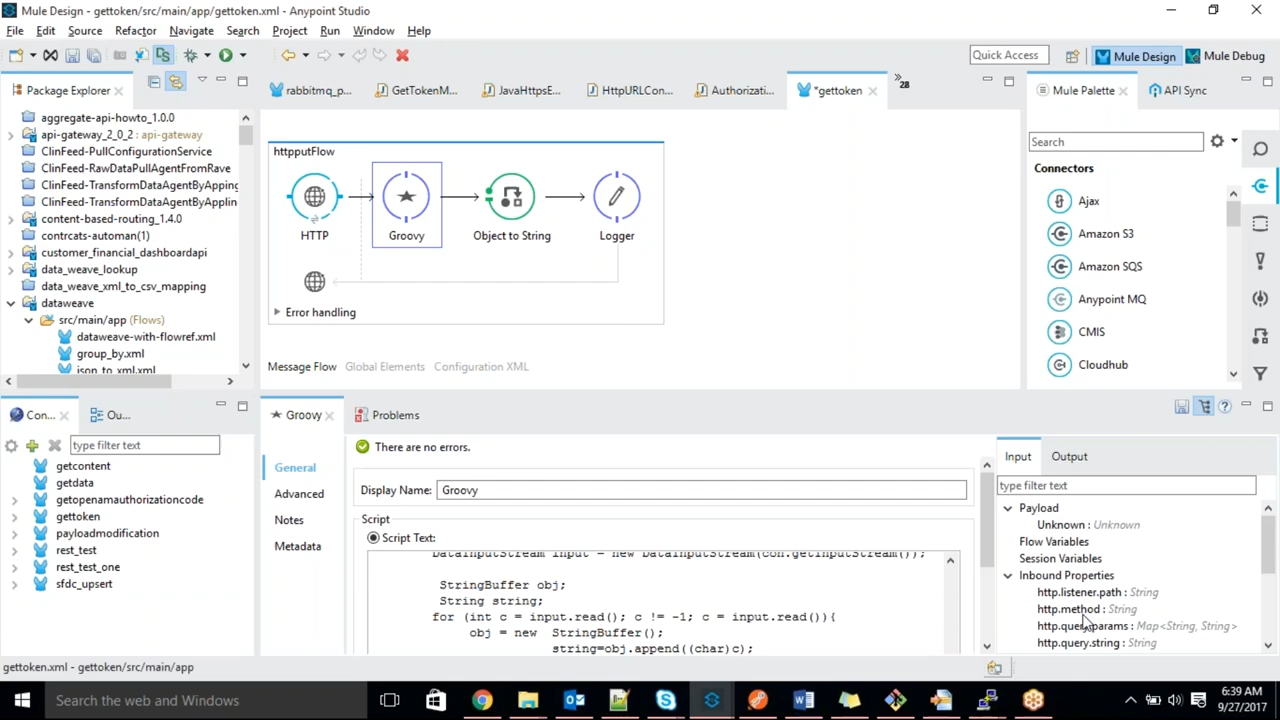 Mule Design - gettoken/src/main/app/gettoken.xml - Anypoint Studio
File Edit Source Refactor Navigate Search Project Run Window Help
Quick Access
Mule Design
Mule Debug
Package Explorer
rabbitmq_p...
GetTokenM...
JavaHttpsE...
HttpURLCon...
Authorizati...
*gettoken
28
Mule Palette
API Sync
aggregate-api-howto_1.0.0
api-gateway_2_0_2 : api-gateway
ClinFeed-PullConfigurationService
ClinFeed-RawDataPullAgentFromRave
ClinFeed-TransformDataAgentByApping
ClinFeed-TransformDataAgentByApplin
content-based-routing_1.4.0
contrcats-automan(1)
customer_financial_dashboardapi
data_weave_lookup
data_weave_xml_to_csv_mapping
dataweave
src/main/app (Flows)
dataweave-with-flowref.xml
group_by.xml
json_to_xml.xml
httpputFlow
HTTP
Groovy
Object to String
Logger
Error handling
Message Flow Global Elements Configuration XML
Search
Connectors
Ajax
Amazon S3
Amazon SQS
Anypoint MQ
CMIS
Cloudhub
Con...
Ou...
type filter text
getcontent
getdata
getopenamauthorizationcode
gettoken
payloadmodification
rest_test
rest_test_one
sfdc_upsert
Groovy
Problems
There are no errors.
General
Advanced
Notes
Metadata
Display Name: Groovy
Script
Script Text:
DataInputStream input = new DataInputStream(con.getInputStream());
StringBuffer obj;
String string;
for (int c = input.read(); c != -1; c = input.read()){
obj = new StringBuffer();
string=obj.append((char)c);
Input
Output
type filter text
Payload
Unknown : Unknown
Flow Variables
Session Variables
Inbound Properties
http.listener.path : String
http.method : String
http.query.params : Map<String, String>
http.query.string : String
gettoken.xml - gettoken/src/main/app
Search the web and Windows
6:39 AM
9/27/2017